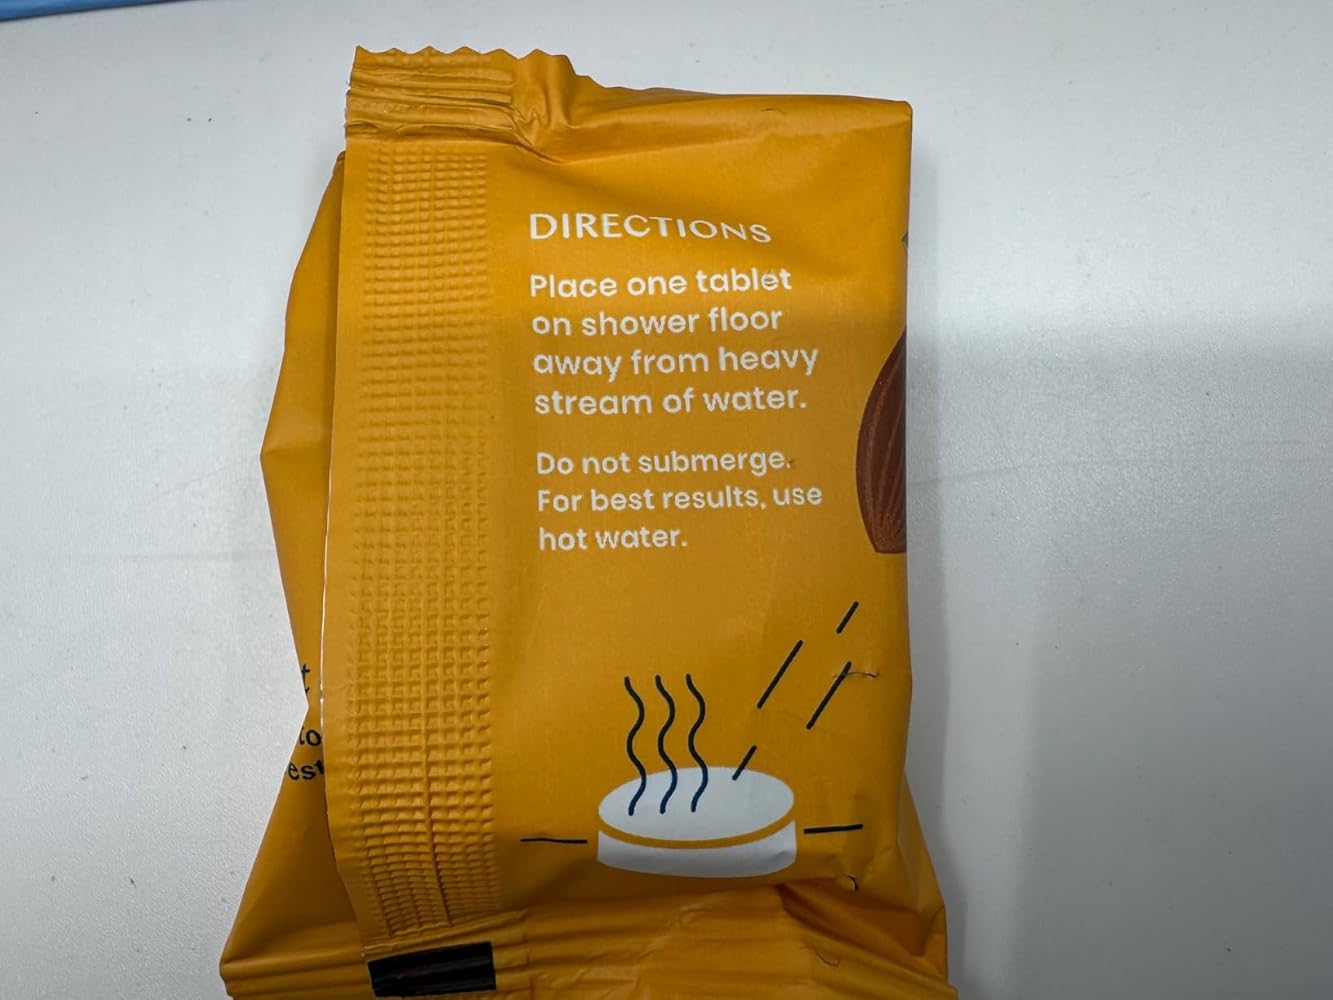 DIRECTIONS
Place one tablet
on shower floor
away from heavy
stream of water.
Do not submerge.
For best results, use
hot water.